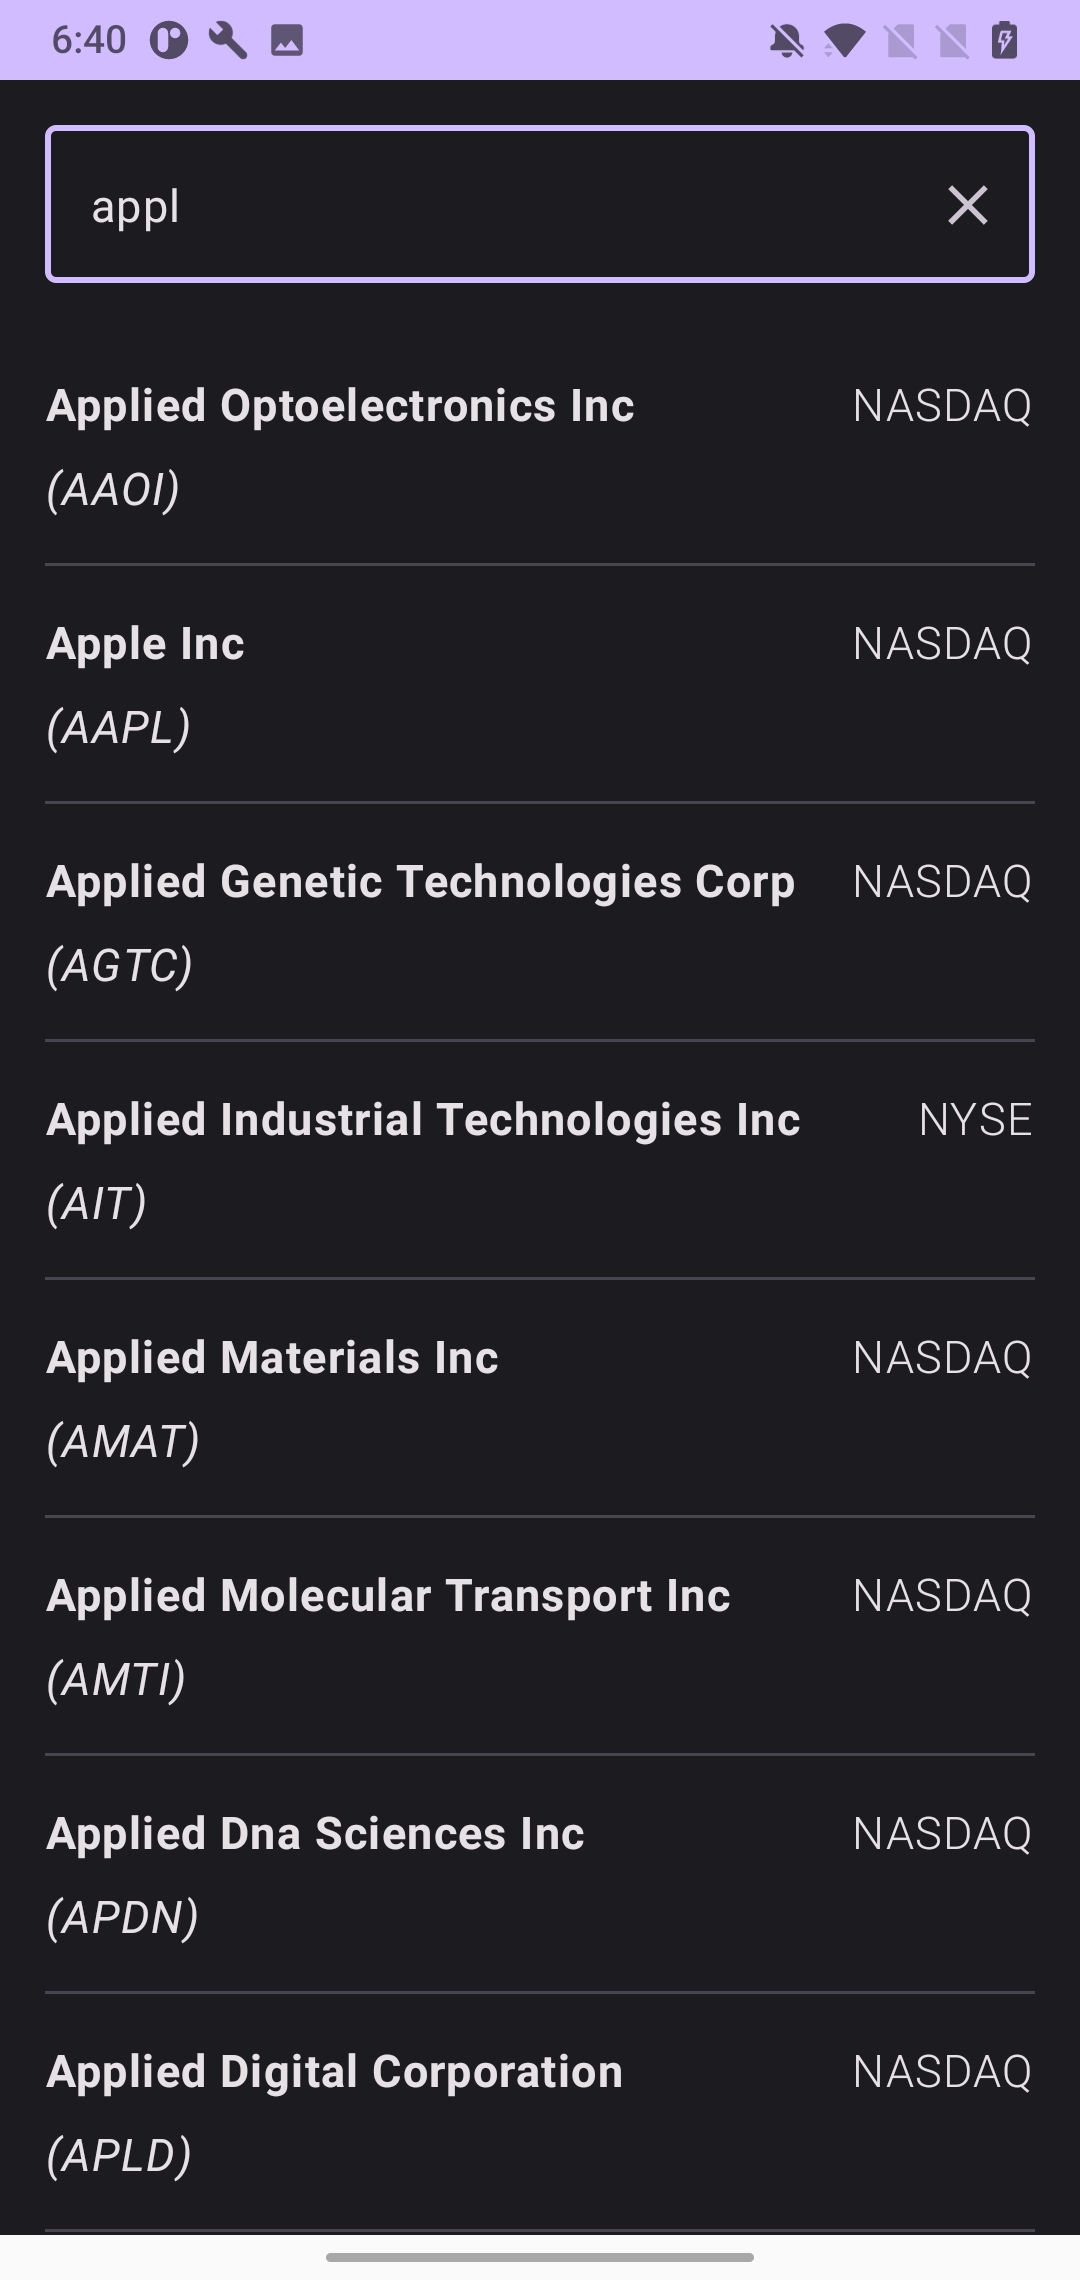 6:40
appl
Applied Optoelectronics Inc NASDAQ
(AAOI)
Apple Inc NASDAQ
(AAPL)
Applied Genetic Technologies Corp NASDAQ
(AGTC)
Applied Industrial Technologies Inc NYSE
(AIT)
Applied Materials Inc NASDAQ
(AMAT)
Applied Molecular Transport Inc NASDAQ
(AMTI)
Applied Dna Sciences Inc NASDAQ
(APDN)
Applied Digital Corporation NASDAQ
(APLD)